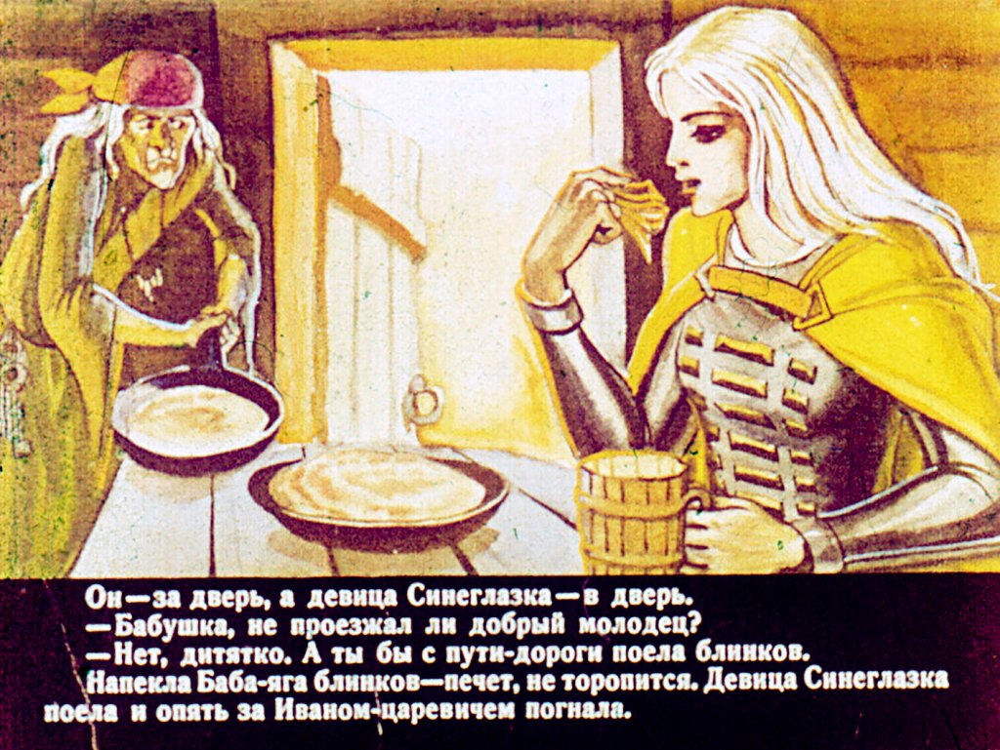 Он—за дверь, а девица Синеглазка—в дверь.
—Бабушка, не проезжал ли добрый молодец?
—Нет, дитятко. А ты бы с пути-дороги поела блинков.
Напекла Баба-яга блинков—печет, не торопится. Девица Синеглазка
поела и опять за Иваном-царевичем погнала.